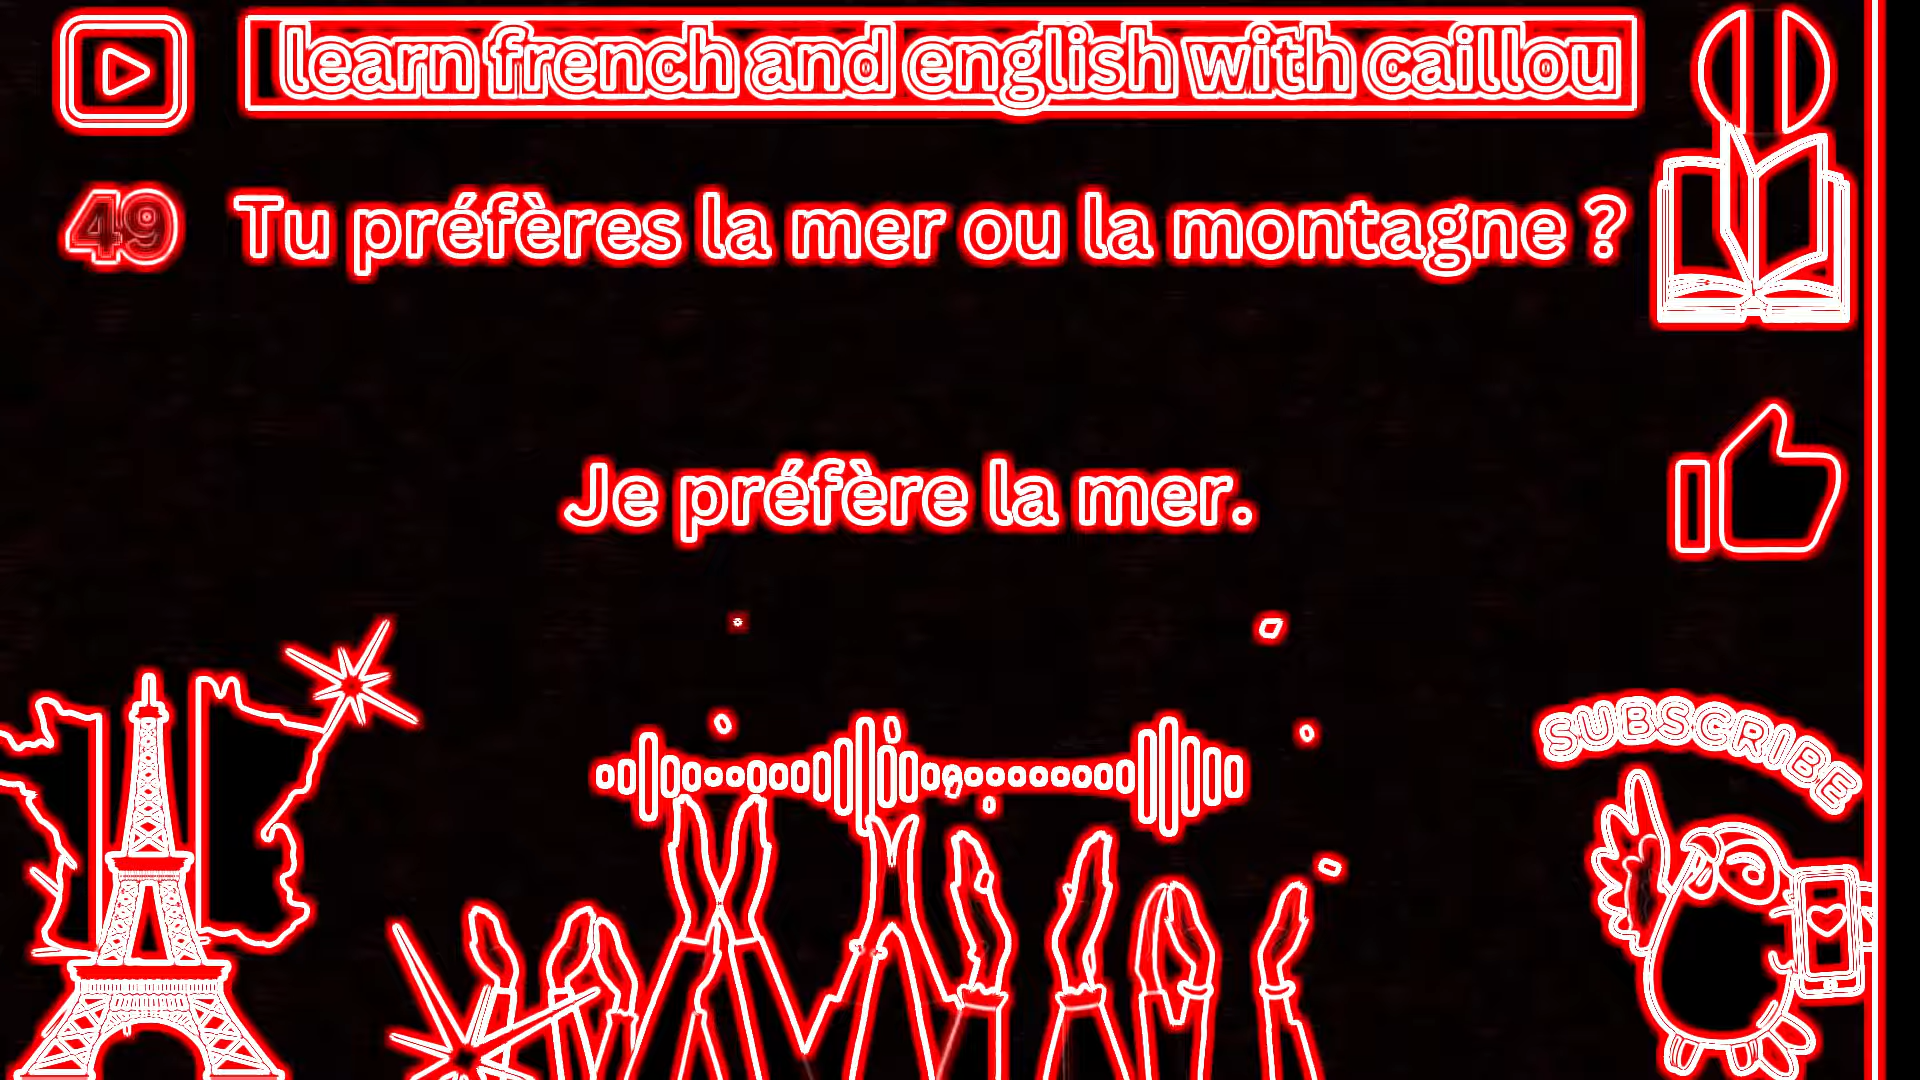 learn french and english with caillou
49 Tu préfères la mer ou la montagne ?
Je préfère la mer.
SUBSCRIBE